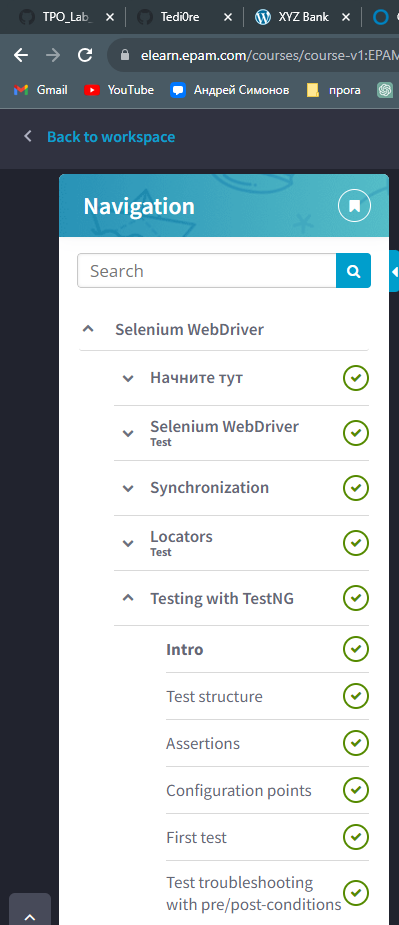 TPO_Lab_
Tedi0re
XYZ Bank
elearn.epam.com/courses/course-v1:EPAM
Gmail
YouTube
Андрей Симонов
прога
Back to workspace
Navigation
Search
Selenium WebDriver
Начните тут
Selenium WebDriver
Test
Synchronization
Locators
Test
Testing with TestNG
Intro
Test structure
Assertions
Configuration points
First test
Test troubleshooting
with pre/post-conditions